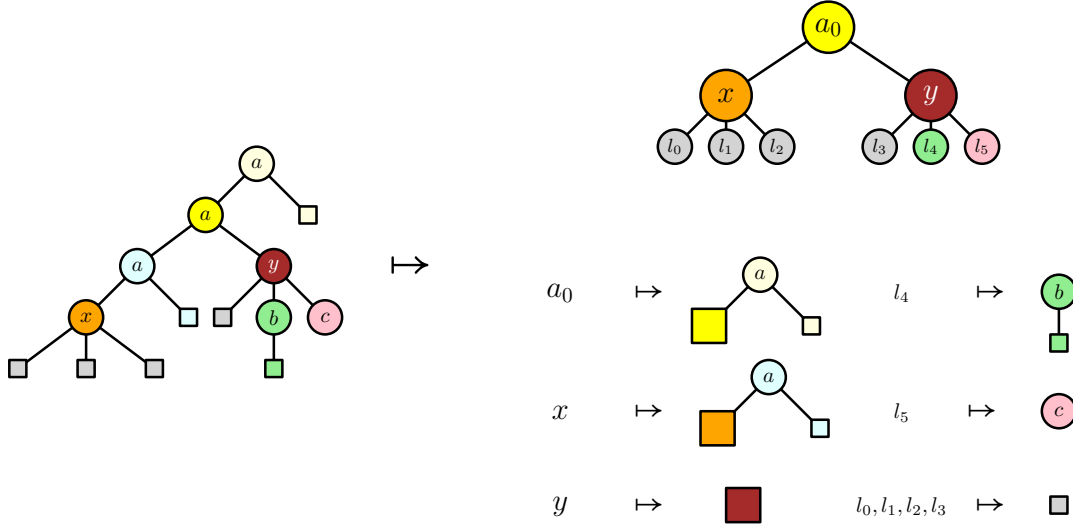 a₀
x y
l₀ l₁ l₂ l₃ l₄ l₅
a
a
a y ↦
x b c
a
a₀ ↦ l₄ ↦ b
a
x ↦ l₅ ↦ c
y ↦ l₀, l₁, l₂, l₃ ↦